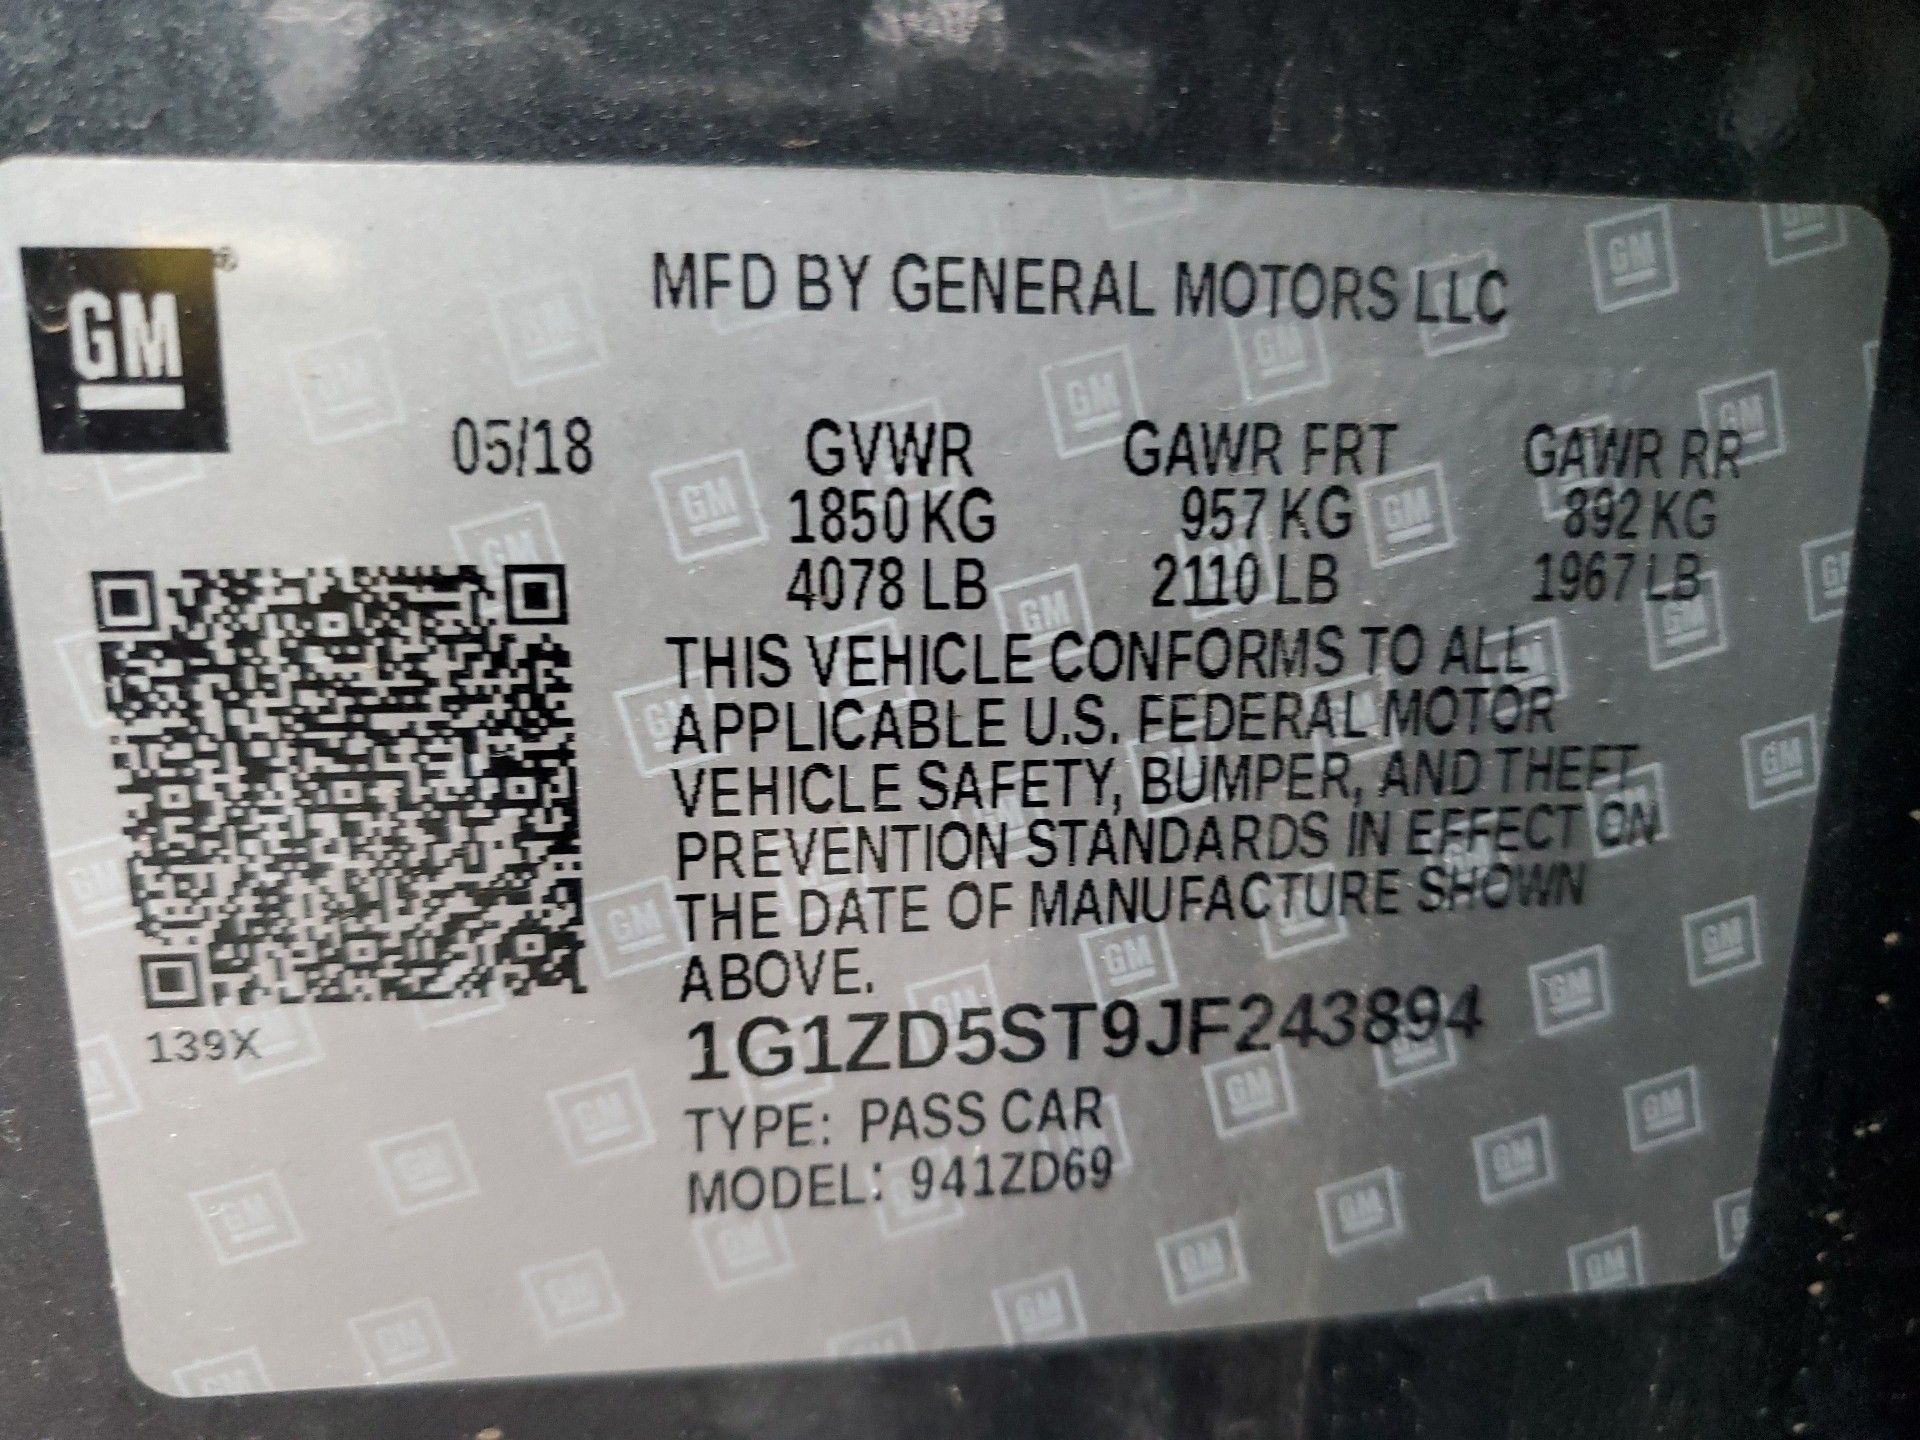 GM
MFD BY GENERAL MOTORS LLC
05/18 GVWR GAWR FRT GAWR RR
1850 KG 957 KG 892 KG
4078 LB 2110 LB 1967 LB
THIS VEHICLE CONFORMS TO ALL
APPLICABLE U.S. FEDERAL MOTOR
VEHICLE SAFETY, BUMPER, AND THEFT
PREVENTION STANDARDS IN EFFECT ON
THE DATE OF MANUFACTURE SHOWN
ABOVE.
139X
1G1ZD5ST9JF243894
TYPE: PASS CAR
MODEL: 941ZD69